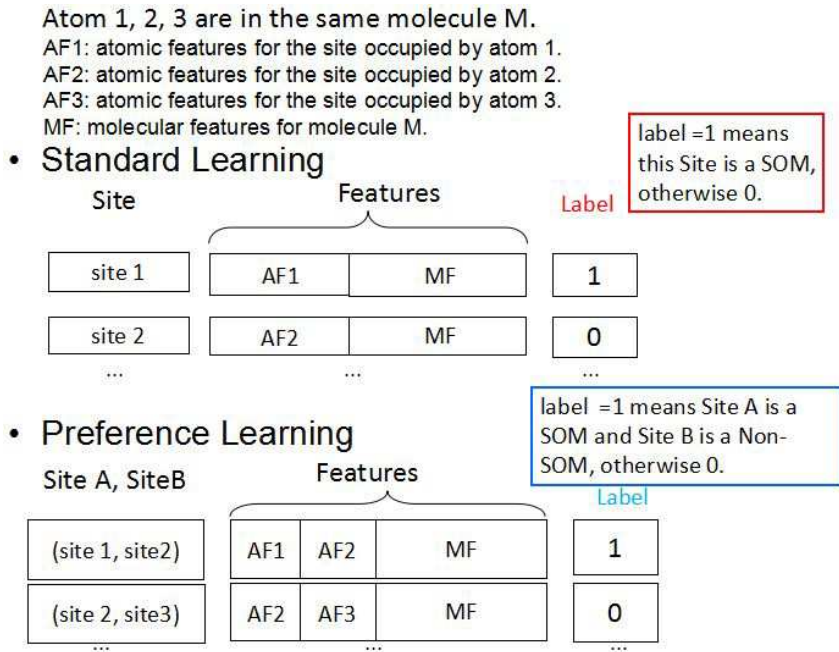 Atom 1, 2, 3 are in the same molecule M.
AF1: atomic features for the site occupied by atom 1.
AF2: atomic features for the site occupied by atom 2.
AF3: atomic features for the site occupied by atom 3.
MF: molecular features for molecule M.
label =1 means
this Site is a SOM,
otherwise 0.
• Standard Learning
Site Features Label
site 1 AF1 MF 1
site 2 AF2 MF 0
... ... ...
label =1 means Site A is a
SOM and Site B is a Non-
SOM, otherwise 0.
• Preference Learning
Site A, SiteB Features Label
(site 1, site2) AF1 AF2 MF 1
(site 2, site3) AF2 AF3 MF 0
... ... ...